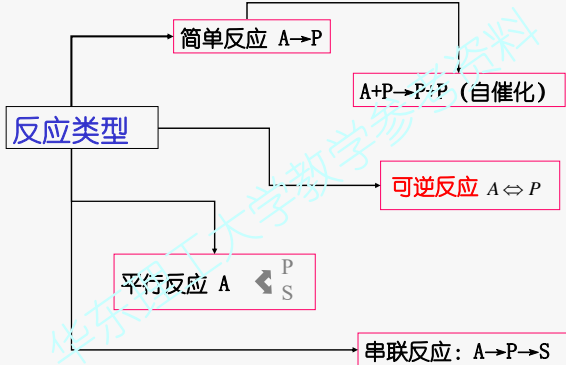 简单反应 A→P
A+P→P+P（自催化）
反应类型
可逆反应 A⇔P
平行反应 A
P
S
串联反应：A→P→S
华东理工大学教学参考资料